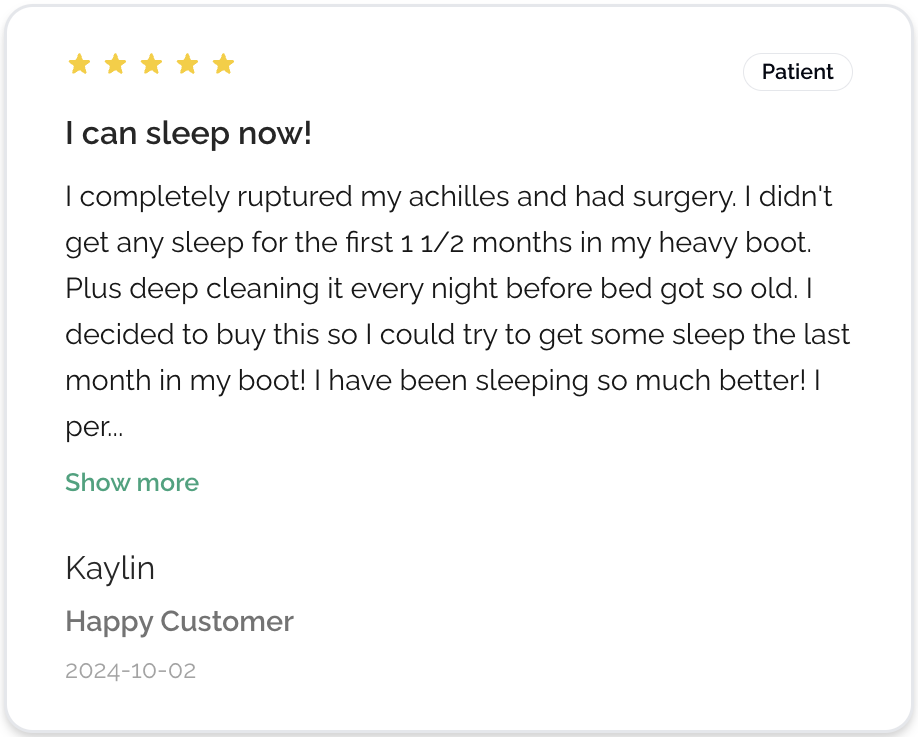 Patient
I can sleep now!
I completely ruptured my achilles and had surgery. I didn't
get any sleep for the first 1 1/2 months in my heavy boot.
Plus deep cleaning it every night before bed got so old. I
decided to buy this so I could try to get some sleep the last
month in my boot! I have been sleeping so much better! I
per...
Show more
Kaylin
Happy Customer
2024-10-02